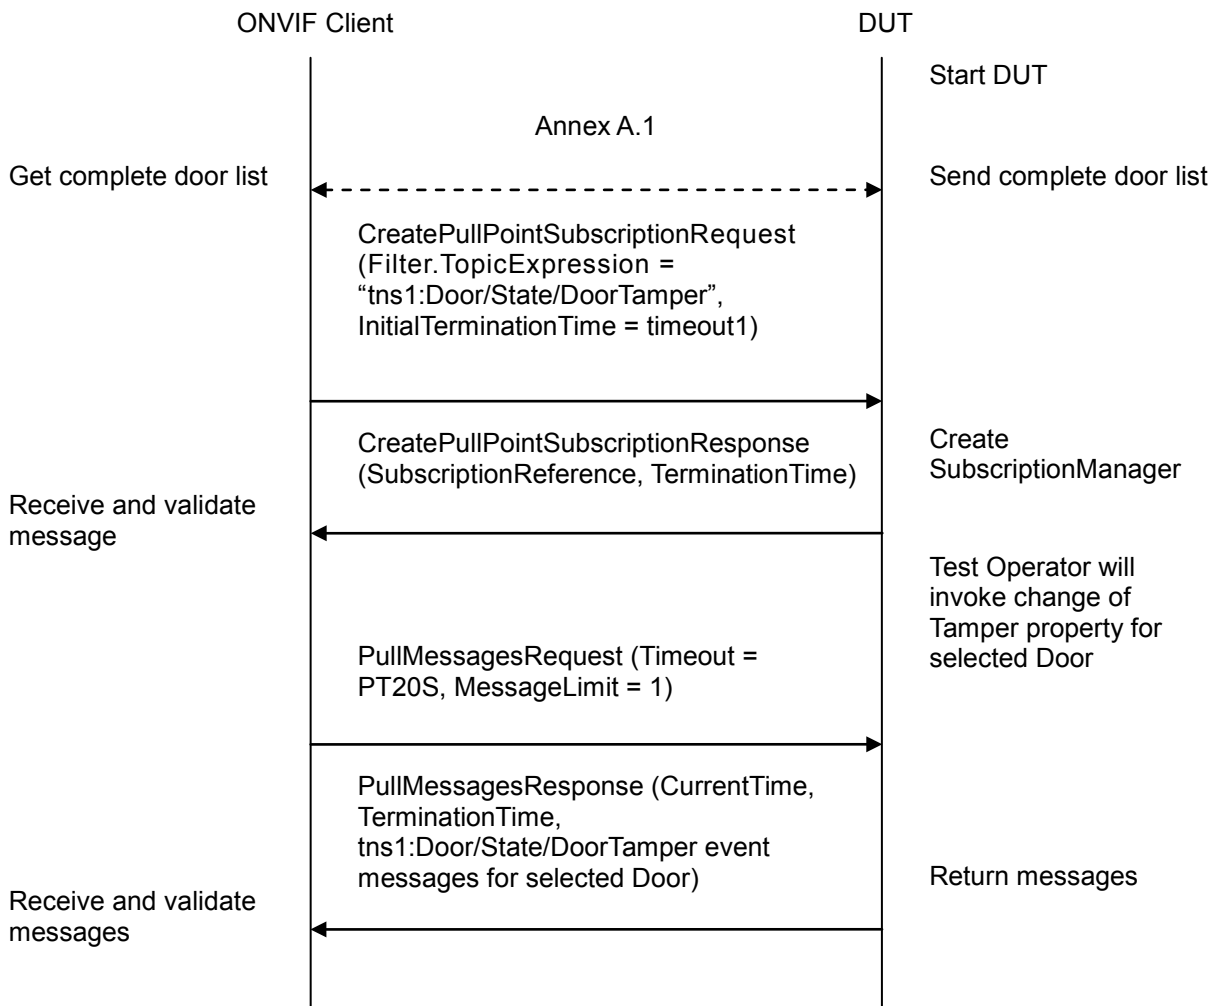 ONVIF Client
DUT
Start DUT
Annex A.1
Get complete door list
Send complete door list
CreatePullPointSubscriptionRequest
(Filter.TopicExpression =
“tns1:Door/State/DoorTamper”,
InitialTerminationTime = timeout1)
CreatePullPointSubscriptionResponse
(SubscriptionReference, TerminationTime)
Create
SubscriptionManager
Receive and validate
message
Test Operator will
invoke change of
Tamper property for
selected Door
PullMessagesRequest (Timeout =
PT20S, MessageLimit = 1)
PullMessagesResponse (CurrentTime,
TerminationTime,
tns1:Door/State/DoorTamper event
messages for selected Door)
Return messages
Receive and validate
messages